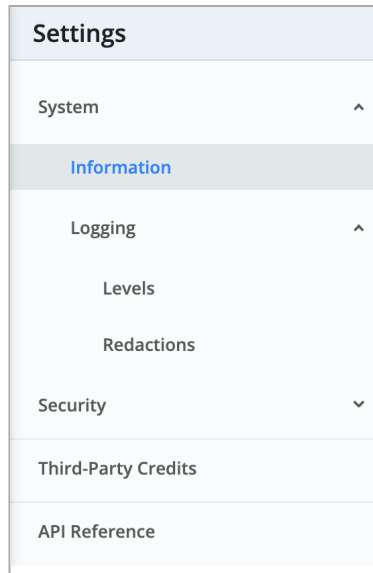 Settings
System
Information
Logging
Levels
Redactions
Security
Third-Party Credits
API Reference